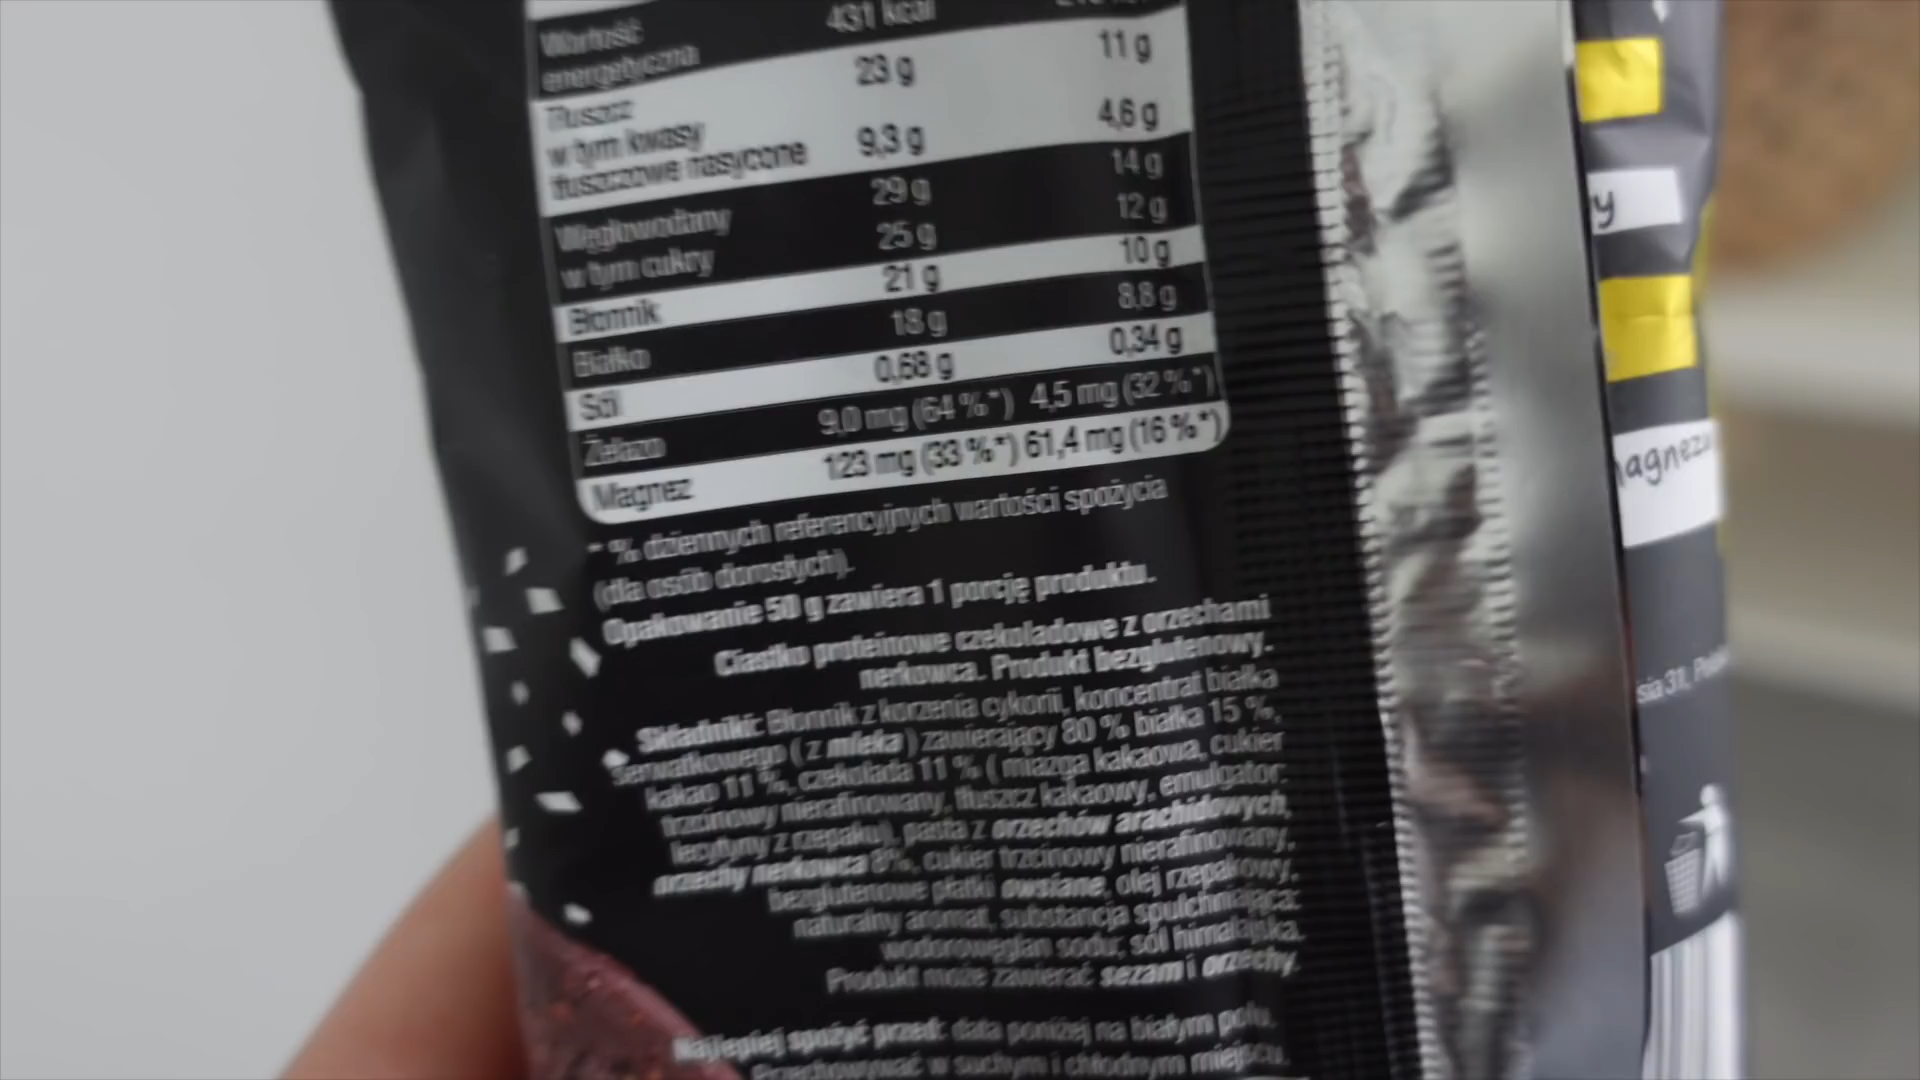 Wartość 431 kcal
energetyczna
Tłuszcz 23 g 11 g
w tym kwasy
tłuszczowe nasycone 9,3 g 4,6 g
Węglowodany 29 g 14 g
w tym cukry 25 g 12 g
Błonnik 21 g 10 g
Białko 18 g 8,8 g
Sól 0,68 g 0,34 g
Żelazo 9,0 mg (64 %*) 4,5 mg (32 %*)
Magnez 123 mg (33 %*) 61,4 mg (16 %*)
* % dziennych referencyjnych wartości spożycia
(dla osób dorosłych).
Opakowanie 50 g zawiera 1 porcję produktu.
Ciastko proteinowe czekoladowe z orzechami
nerkowca. Produkt bezglutenowy.
Składniki: Błonnik z korzenia cykorii, koncentrat białka
serwatkowego (z mleka) zawierający 80 % białka 15 %,
kakao 11 %, czekolada 11 % (miazga kakaowa, cukier
trzcinowy nierafinowany, tłuszcz kakaowy, emulgator:
lecytyny z rzepaku), pasta z orzechów arachidowych,
orzechy nerkowca 8%, cukier trzcinowy nierafinowany,
bezglutenowe płatki owsiane, olej rzepakowy,
naturalny aromat, substancja spulchniająca:
wodorowęglan sodu; sól himalajska.
Produkt może zawierać sezam i orzechy.
Najlepiej spożyć przed: data poniżej na białym polu.
Przechowywać w suchym i chłodnym miejscu.
y
magnezu
sia 31,